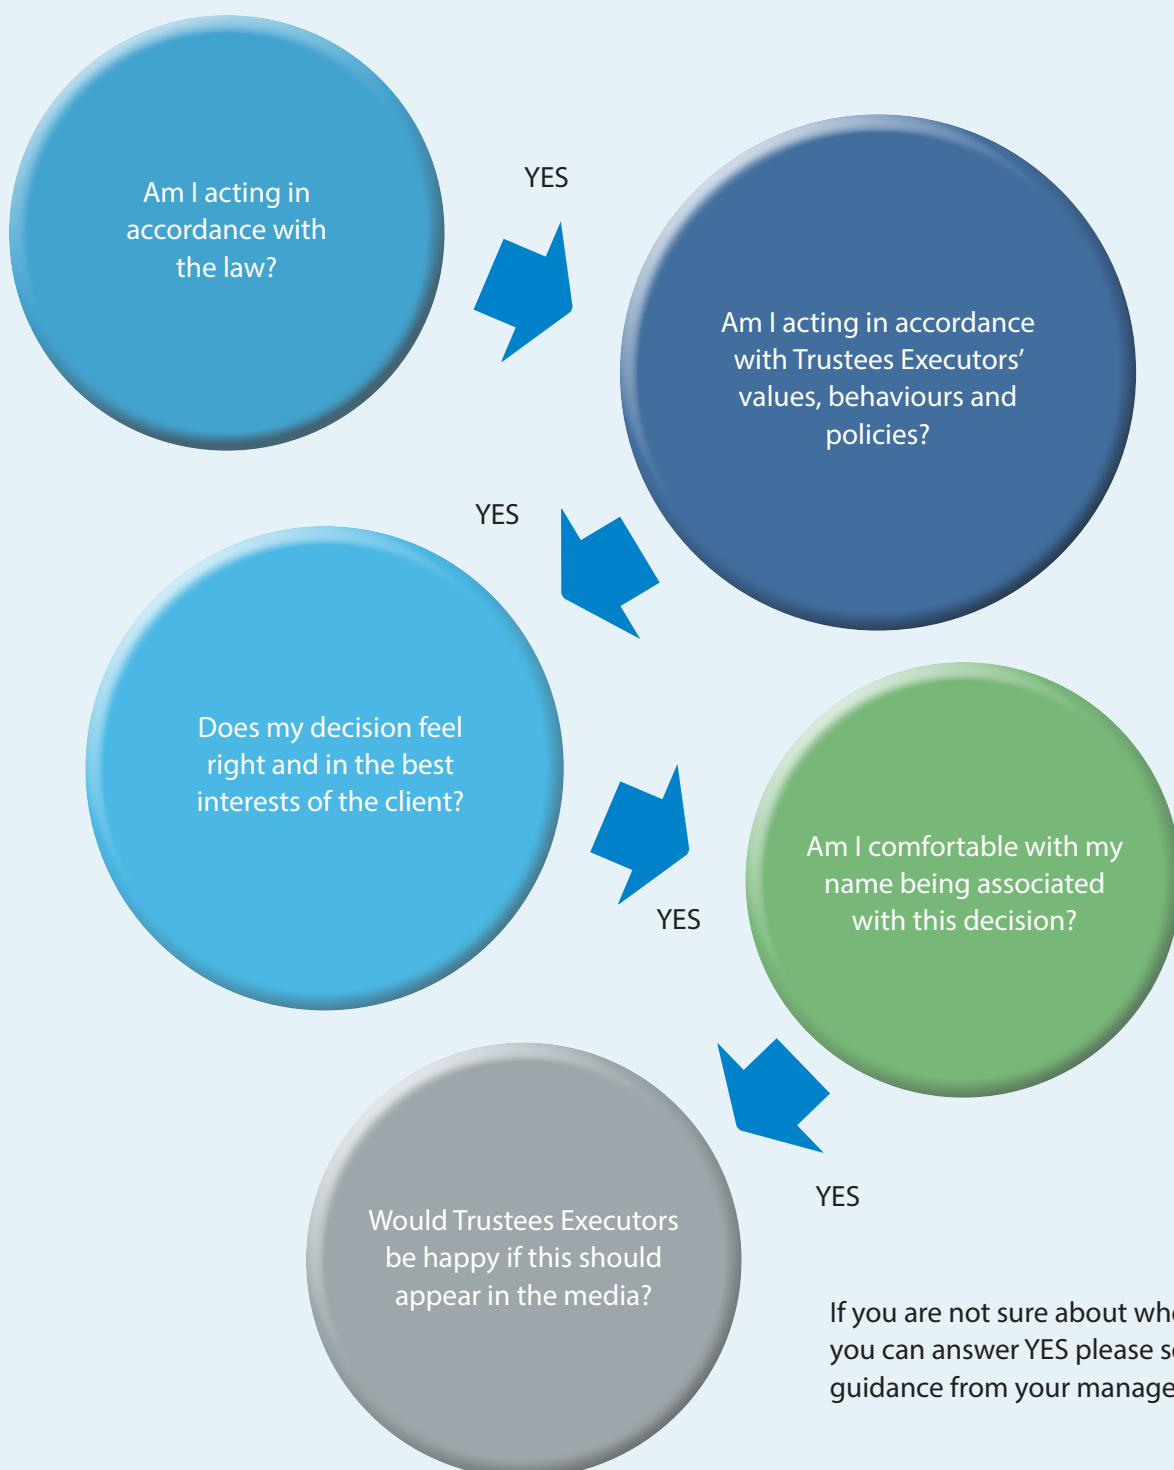 Am I acting in
accordance with
the law?
YES
Am I acting in accordance
with Trustees Executors’
values, behaviours and
policies?
YES
Does my decision feel
right and in the best
interests of the client?
YES
Am I comfortable with my
name being associated
with this decision?
YES
Would Trustees Executors
be happy if this should
appear in the media?
If you are not sure about
you can answer YES please
guidance from your